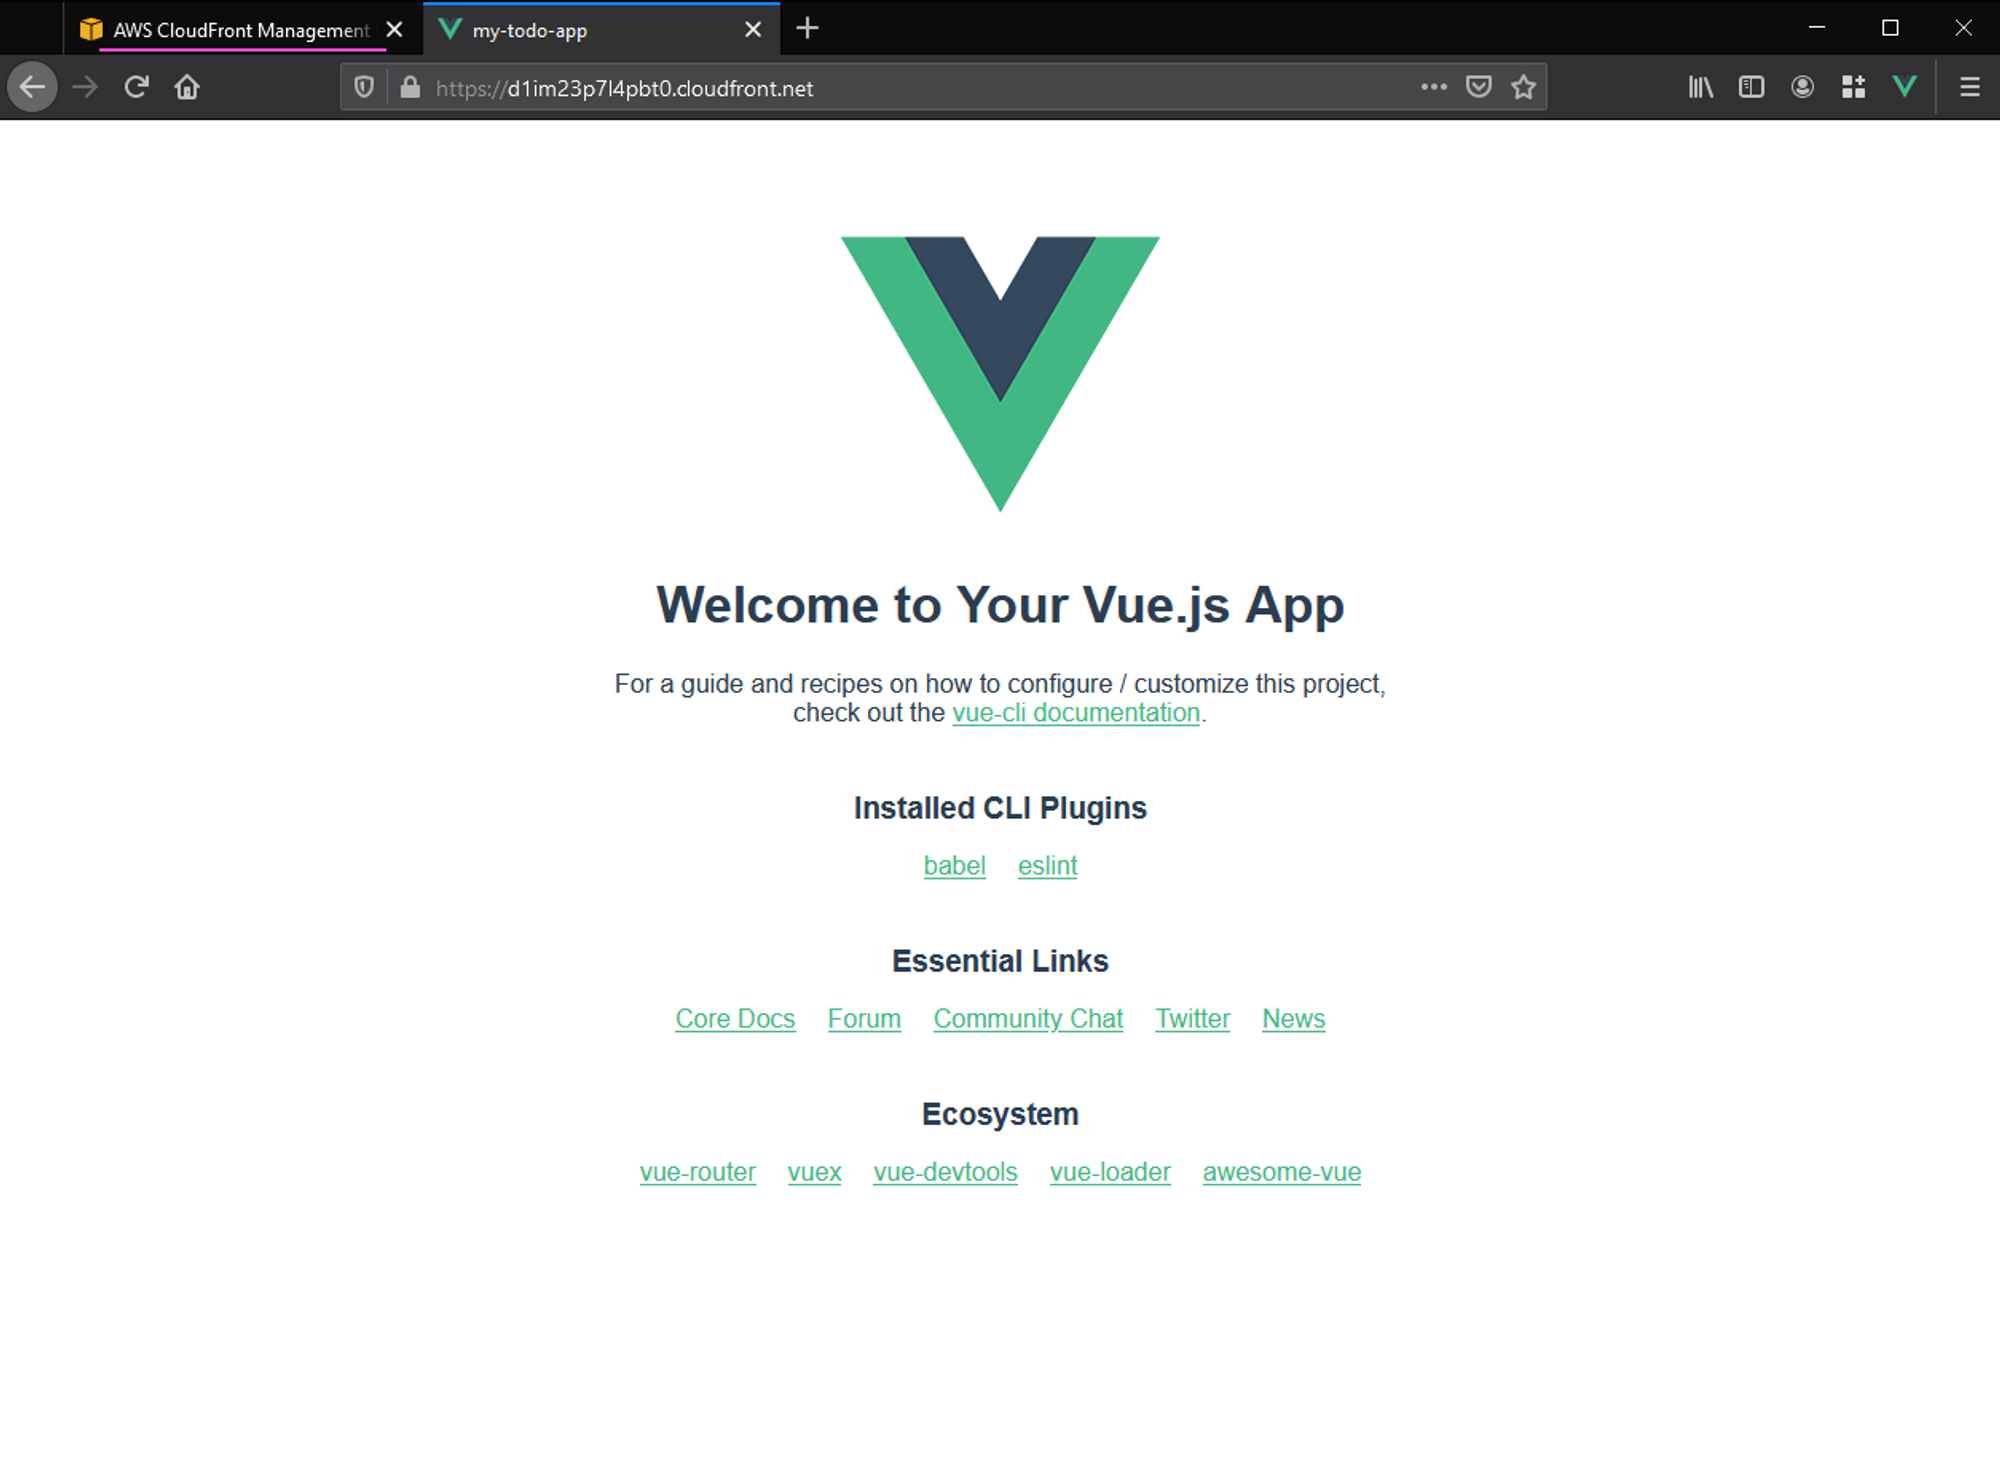 AWS CloudFront Management
my-todo-app
https://d1im23p7l4pbt0.cloudfront.net
Welcome to Your Vue.js App
For a guide and recipes on how to configure / customize this project,
check out the vue-cli documentation.
Installed CLI Plugins
babel eslint
Essential Links
Core Docs Forum Community Chat Twitter News
Ecosystem
vue-router vuex vue-devtools vue-loader awesome-vue